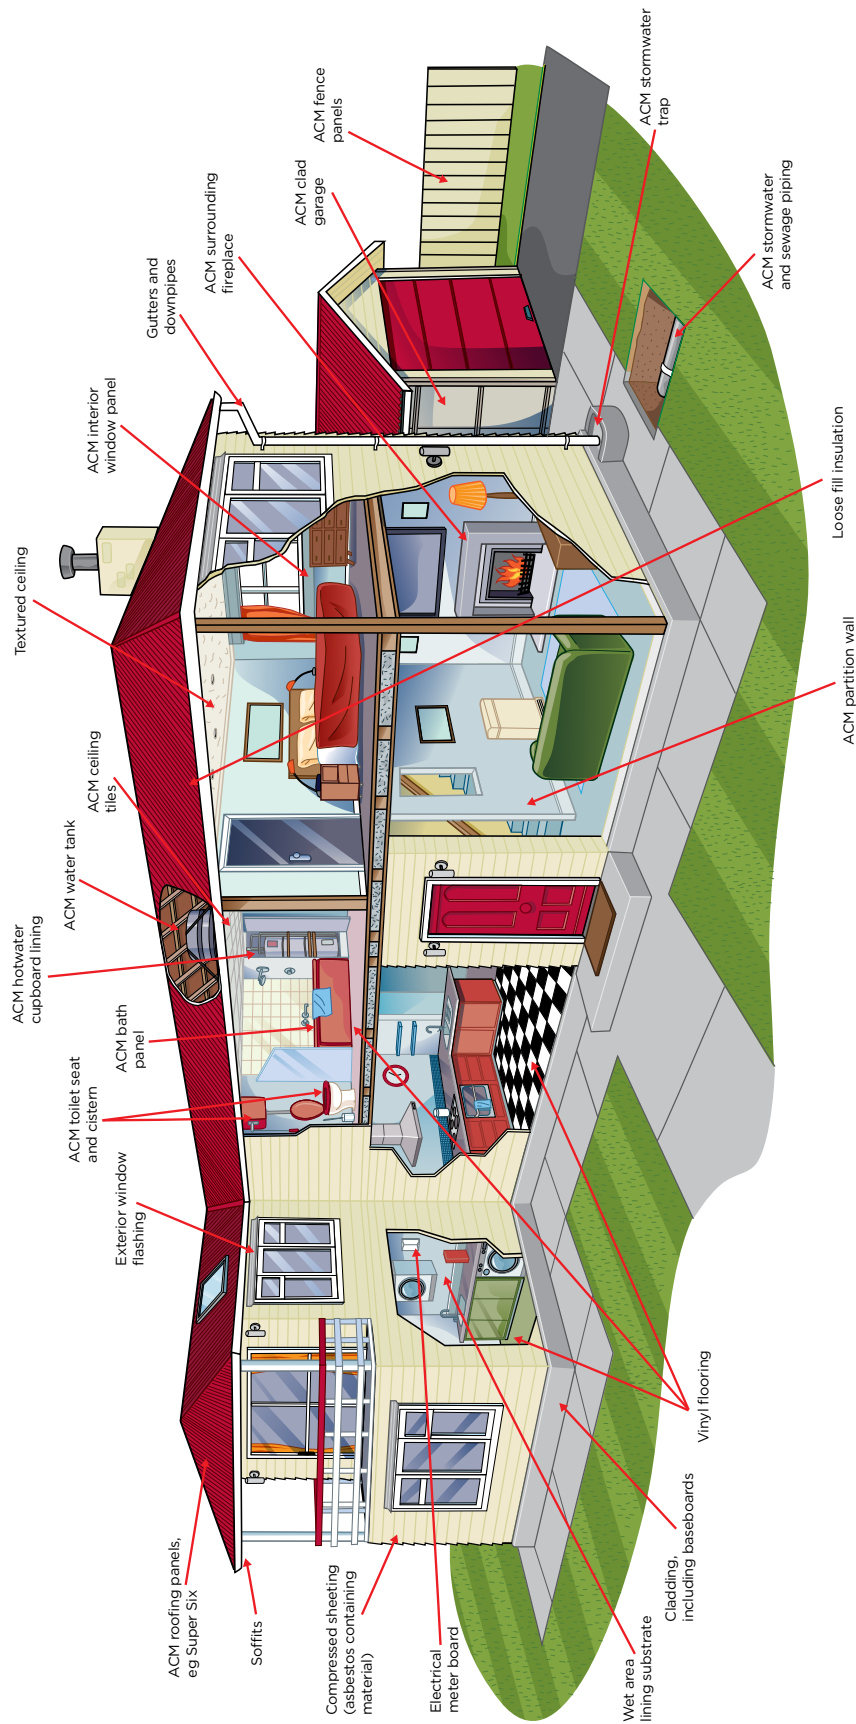 ACM roofing panels,
eg Super Six
Soffits
Compressed sheeting
(asbestos containing
material)
Electrical
meter board
Wet area
lining substrate
Cladding,
including baseboards
Vinyl flooring
Exterior window
flashing
ACM toilet seat
and cistern
ACM bath
panel
ACM hotwater
cupboard lining
ACM water tank
ACM ceiling
tiles
Textured ceiling
ACM interior
window panel
Gutters and
downpipes
ACM surrounding
fireplace
ACM clad
garage
ACM fence
panels
ACM stormwater
trap
ACM stormwater
and sewage piping
Loose fill insulation
ACM partition wall